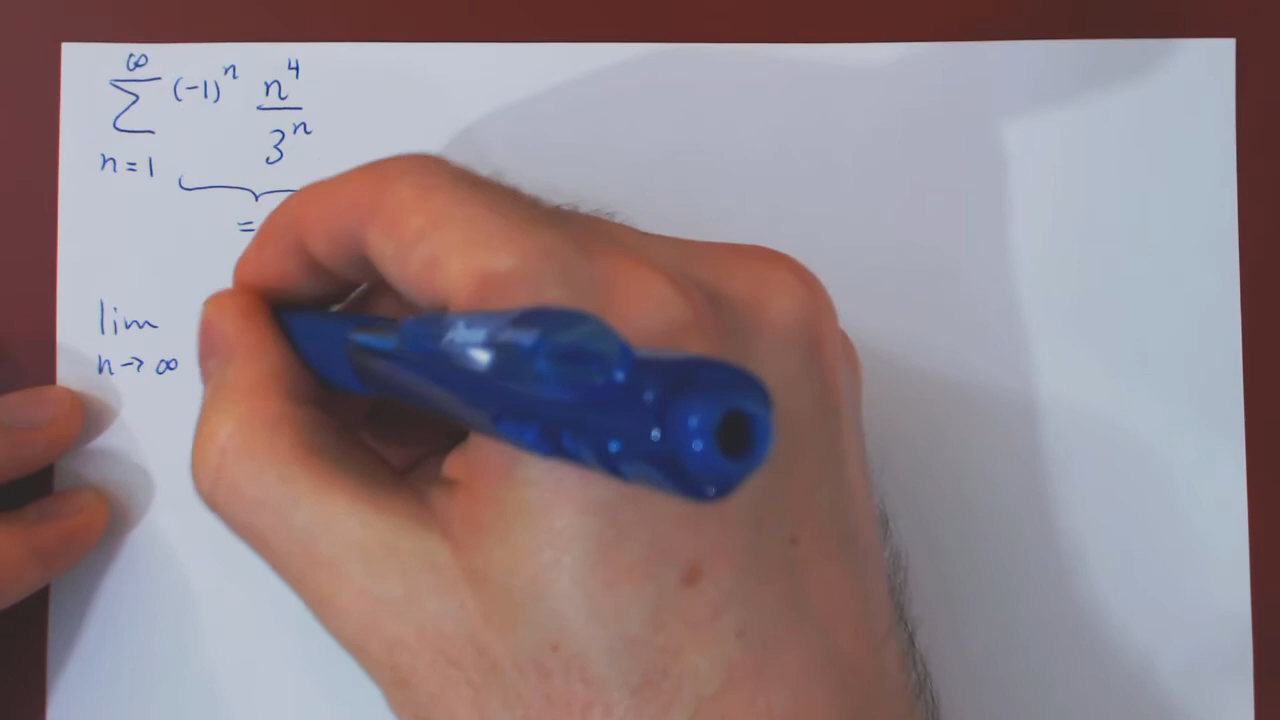 ∞
∑ (-1)^n n^4 / 3^n
n = 1
=
lim
n → ∞